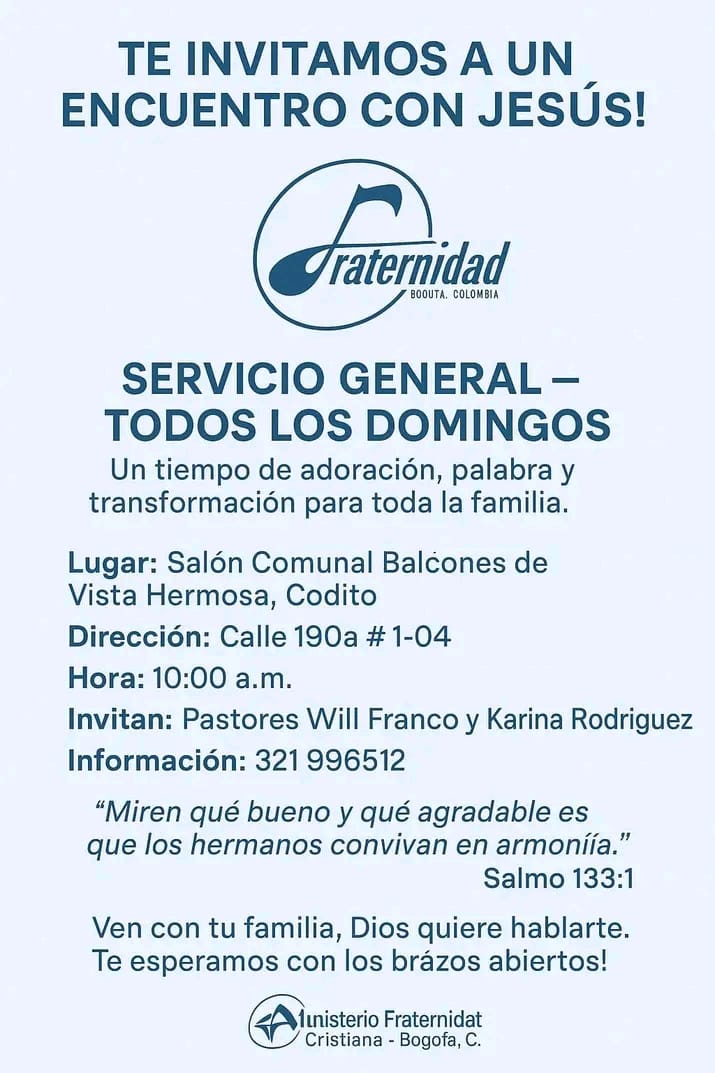 TE INVITAMOS A UN
ENCUENTRO CON JESÚS!
fraternidad
BOOUTA. COLOMBIA
SERVICIO GENERAL –
TODOS LOS DOMINGOS
Un tiempo de adoración, palabra y
transformación para toda la familia.
Lugar: Salón Comunal Balcones de
Vista Hermosa, Codito
Dirección: Calle 190a # 1-04
Hora: 10:00 a.m.
Invitan: Pastores Will Franco y Karina Rodriguez
Información: 321 996512
“Miren qué bueno y qué agradable es
que los hermanos convivan en armoníía.”
Salmo 133:1
Ven con tu familia, Dios quiere hablarte.
Te esperamos con los brázos abiertos!
Fraternidat
Cristiana - Bogofa, C.